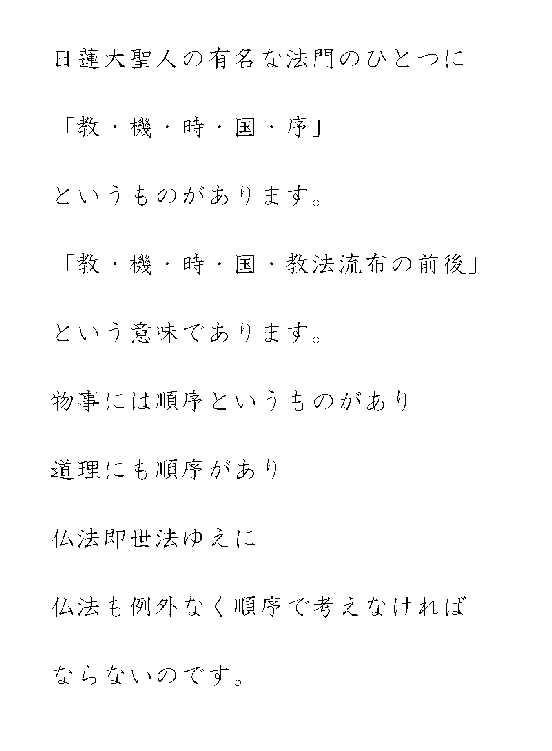 日蓮大聖人の有名な法門のひとつに
「教・機・時・国・序」
というものがあります。
「教・機・時・国・教法流布の前後」
という意味であります。
物事には順序というものがあり
道理にも順序があり
仏法即世法ゆえに
仏法も例外なく順序で考えなければ
ならないのです。